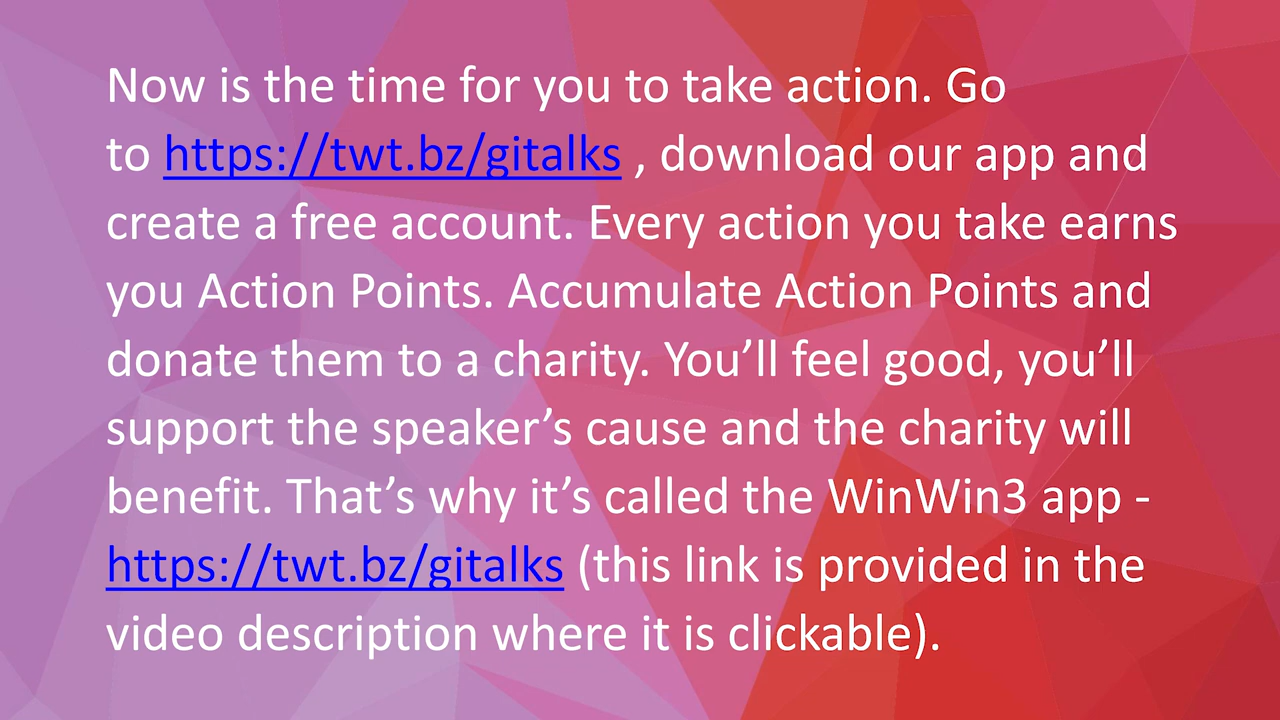 Now is the time for you to take action. Go
to https://twt.bz/gitalks , download our app and
create a free account. Every action you take earns
you Action Points. Accumulate Action Points and
donate them to a charity. You’ll feel good, you’ll
support the speaker’s cause and the charity will
benefit. That’s why it’s called the WinWin3 app -
https://twt.bz/gitalks (this link is provided in the
video description where it is clickable).